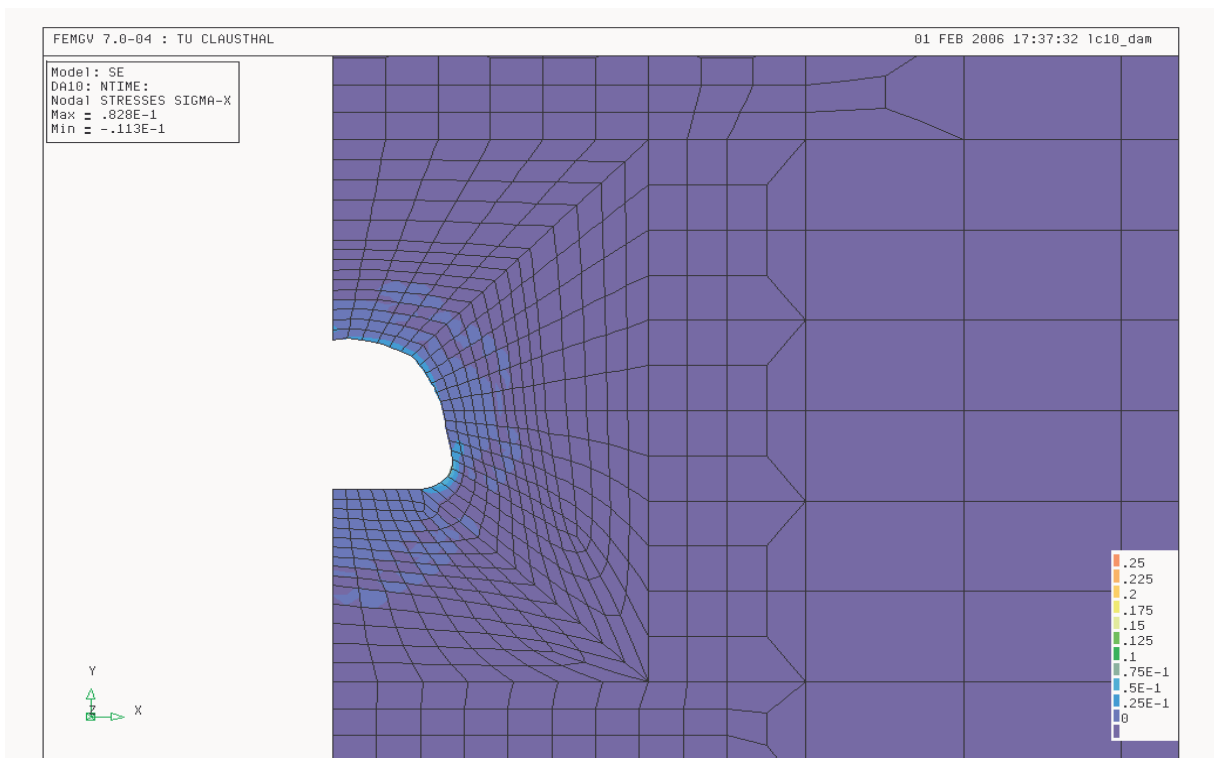 FEMGV 7.0-04 : TU CLAUSTHAL
01 FEB 2006 17:37:32 lc10_dam
Model: SE
DA10: NTIME:
Nodal STRESSES SIGMA-X
Max = .828E-1
Min = -.113E-1
.25
.225
.2
.175
.15
.125
.1
.75E-1
.5E-1
.25E-1
0
Y
Z
X